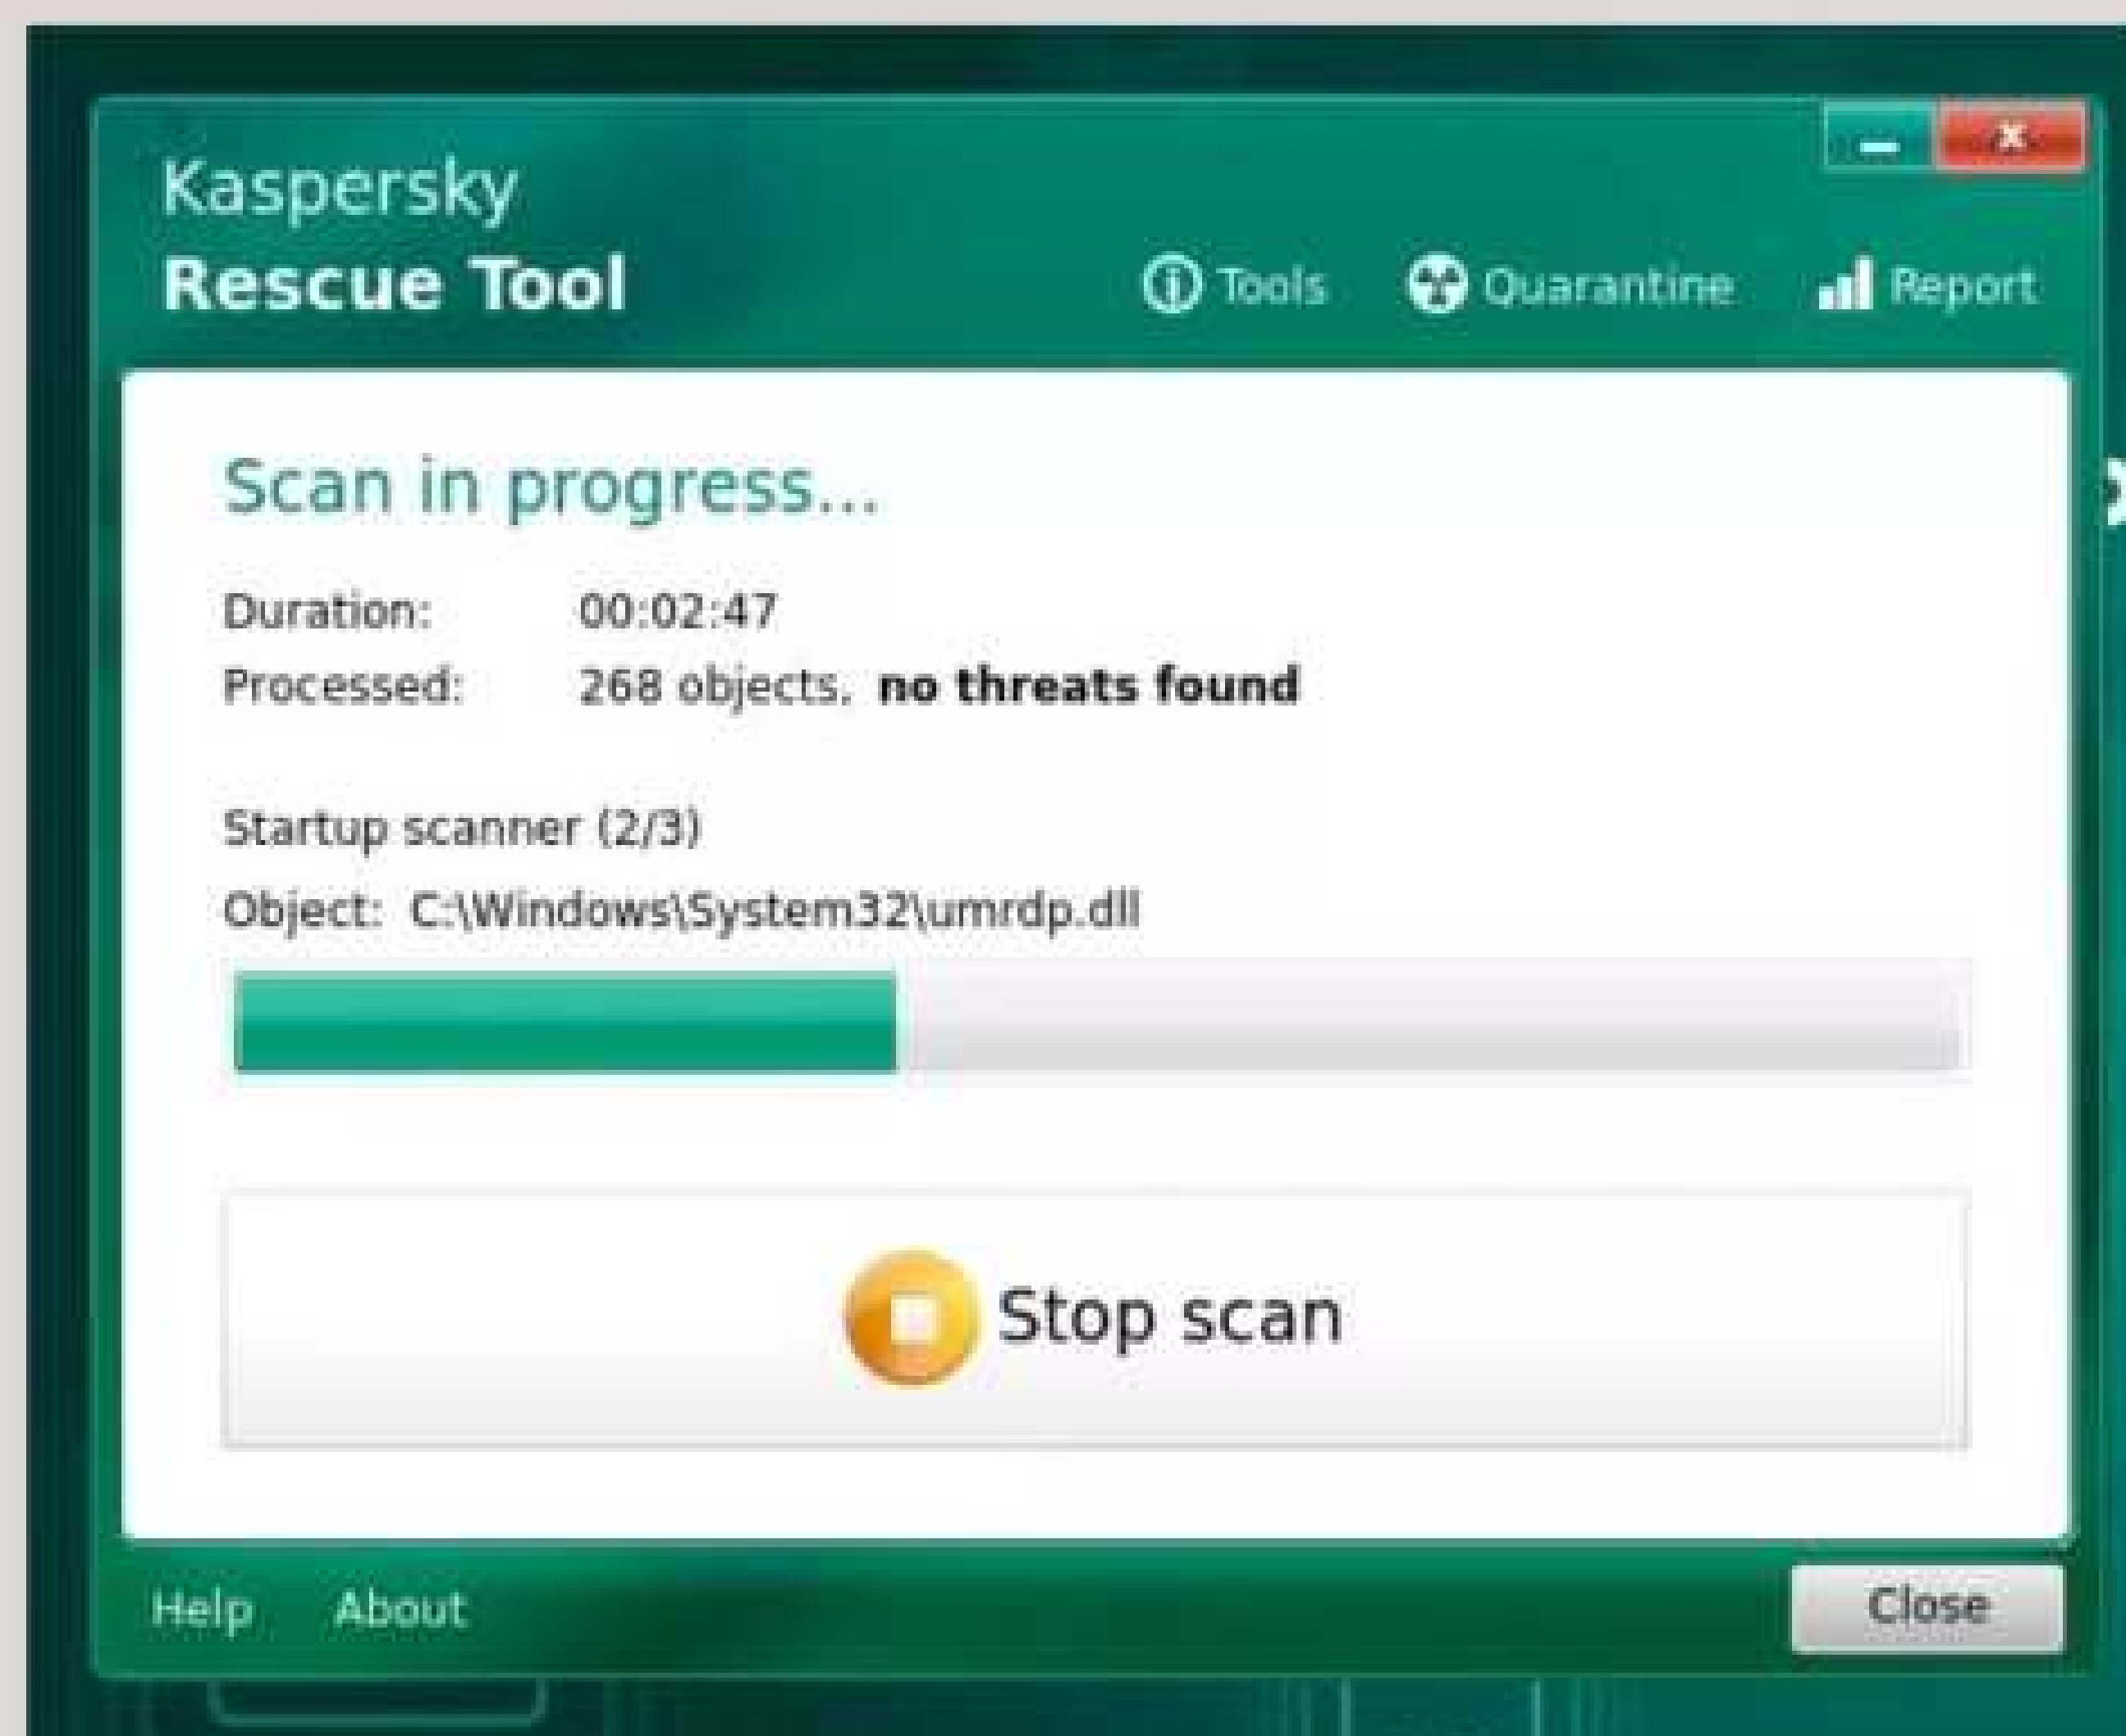 Kaspersky
Rescue Tool
Tools Quarantine Report
Scan in progress...
Duration: 00:02:47
Processed: 268 objects, no threats found
Startup scanner (2/3)
Object: C:\Windows\System32\umrdp.dll
Stop scan
Help About Close